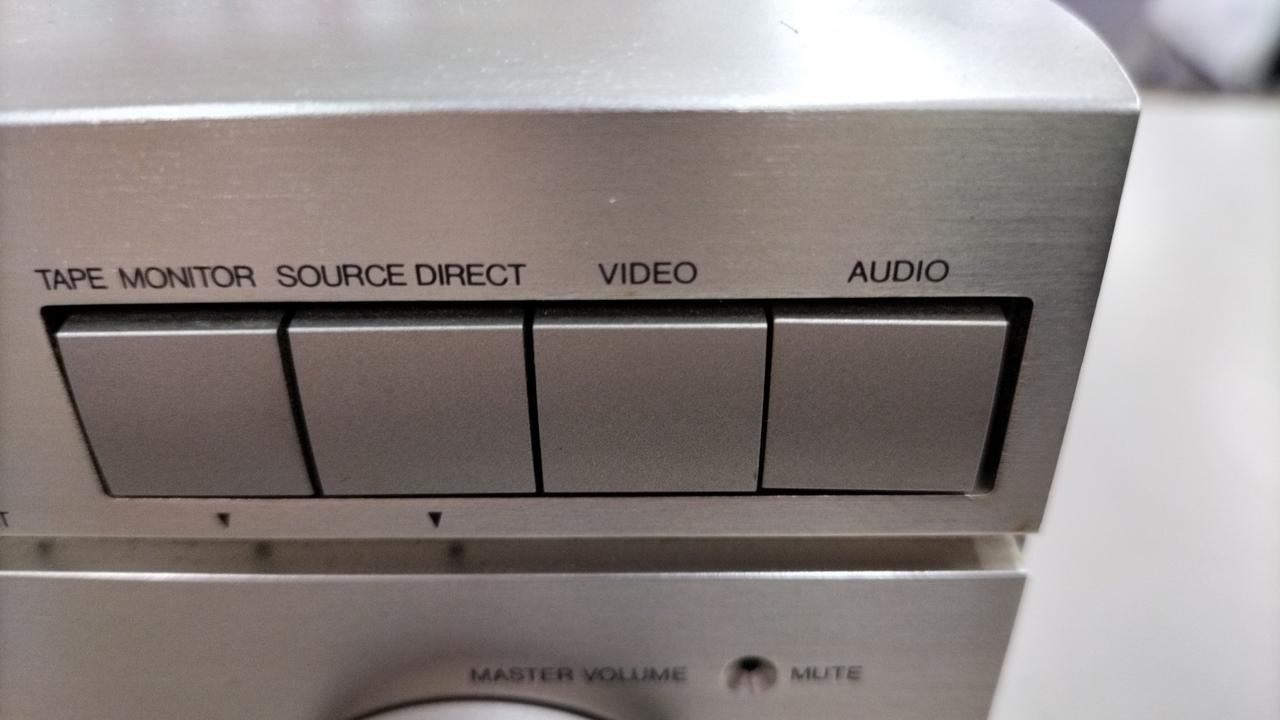 TAPE MONITOR SOURCE DIRECT VIDEO AUDIO
MASTER VOLUME MUTE